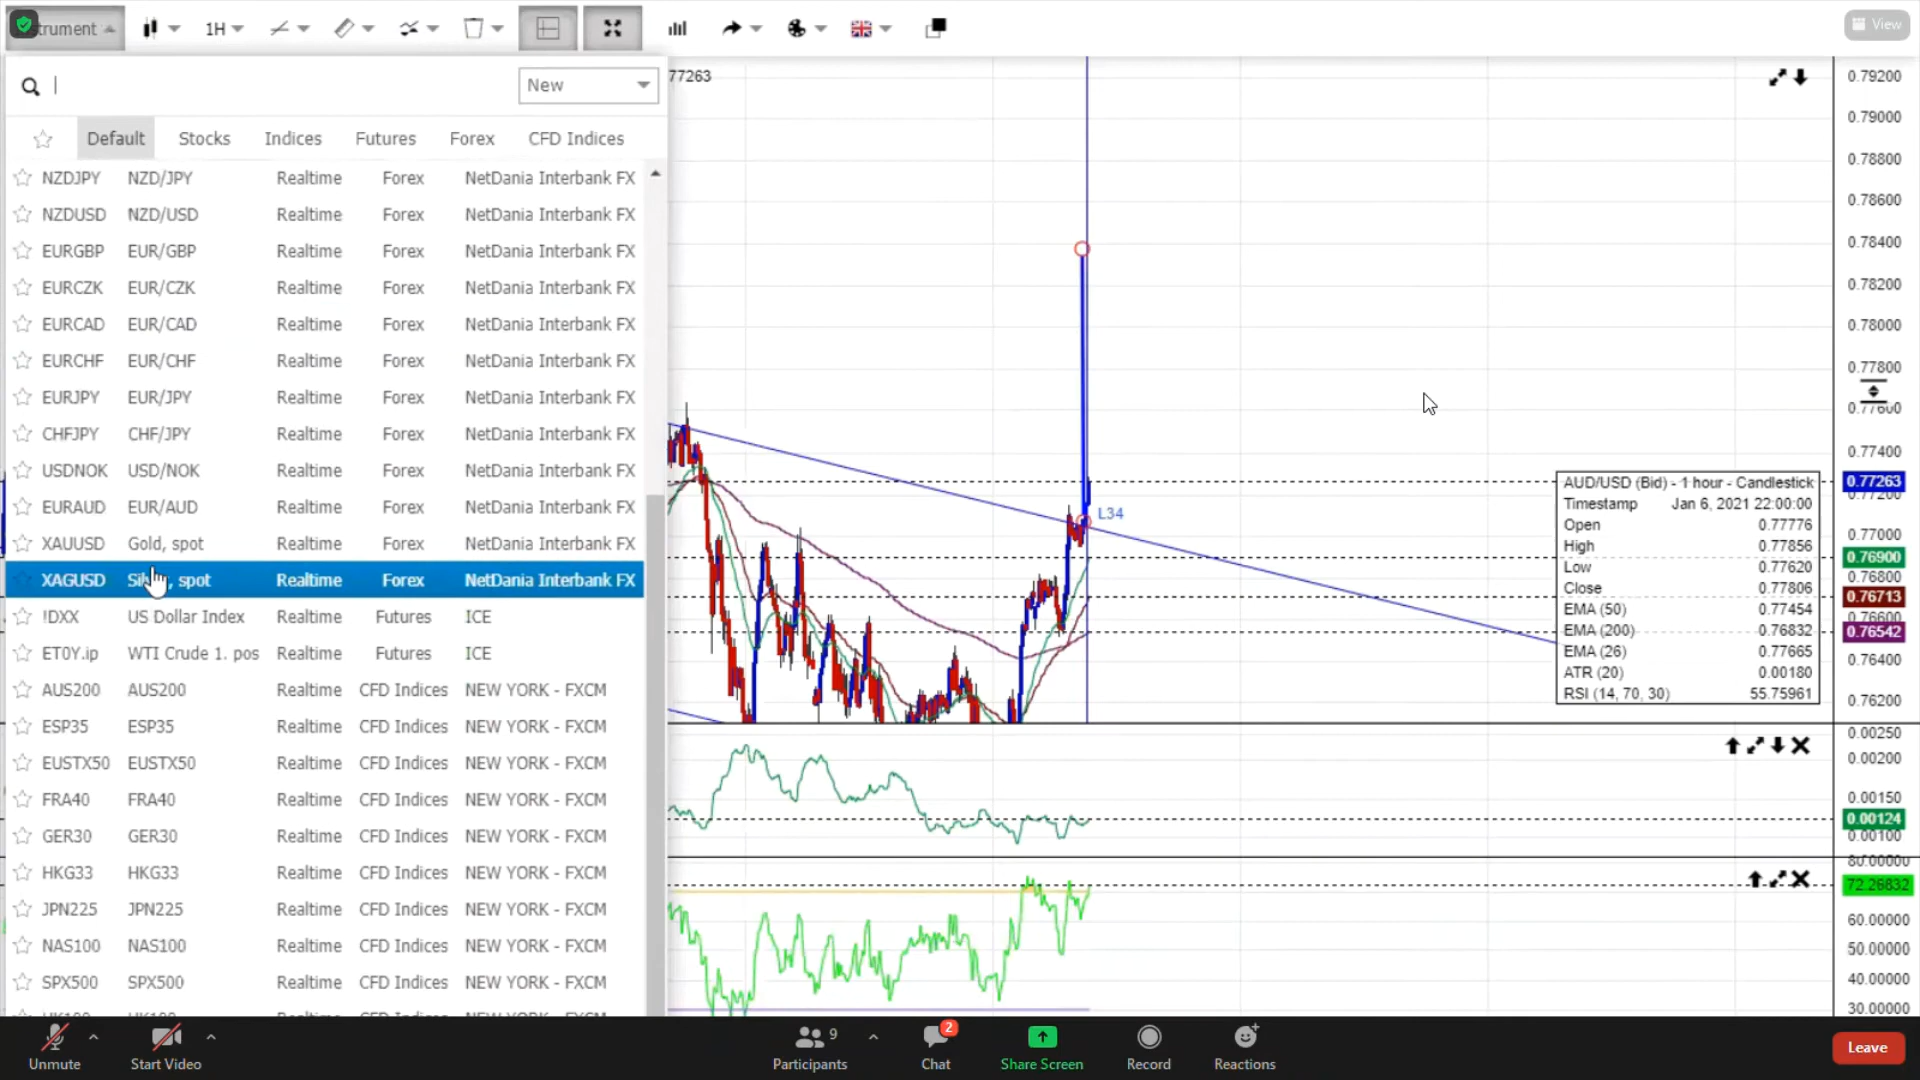 strument
1H
View
New
77263
Default Stocks Indices Futures Forex CFD Indices
NZDJPY NZD/JPY Realtime Forex NetDania Interbank FX
NZDUSD NZD/USD Realtime Forex NetDania Interbank FX
EURGBP EUR/GBP Realtime Forex NetDania Interbank FX
EURCZK EUR/CZK Realtime Forex NetDania Interbank FX
EURCAD EUR/CAD Realtime Forex NetDania Interbank FX
EURCHF EUR/CHF Realtime Forex NetDania Interbank FX
EURJPY EUR/JPY Realtime Forex NetDania Interbank FX
CHFJPY CHF/JPY Realtime Forex NetDania Interbank FX
USDNOK USD/NOK Realtime Forex NetDania Interbank FX
EURAUD EUR/AUD Realtime Forex NetDania Interbank FX
XAUUSD Gold, spot Realtime Forex NetDania Interbank FX
XAGUSD spot Realtime Forex NetDania Interbank FX
!DXX US Dollar Index Realtime Futures ICE
ET0Y.ip WTI Crude 1. pos Realtime Futures ICE
AUS200 AUS200 Realtime CFD Indices NEW YORK - FXCM
ESP35 ESP35 Realtime CFD Indices NEW YORK - FXCM
EUSTX50 EUSTX50 Realtime CFD Indices NEW YORK - FXCM
FRA40 FRA40 Realtime CFD Indices NEW YORK - FXCM
GER30 GER30 Realtime CFD Indices NEW YORK - FXCM
HKG33 HKG33 Realtime CFD Indices NEW YORK - FXCM
JPN225 JPN225 Realtime CFD Indices NEW YORK - FXCM
NAS100 NAS100 Realtime CFD Indices NEW YORK - FXCM
SPX500 SPX500 Realtime CFD Indices NEW YORK - FXCM
L34
AUD/USD (Bid) - 1 hour - Candlestick
Timestamp Jan 6, 2021 22:00:00
Open 0.77776
High 0.77856
Low 0.77620
Close 0.77806
EMA (50) 0.77454
EMA (200) 0.76832
EMA (26) 0.77665
ATR (20) 0.00180
RSI (14, 70, 30) 55.75961
0.79200
0.79000
0.78800
0.78600
0.78400
0.78200
0.78000
0.77800
0.77600
0.77400
0.77263
0.77200
0.77000
0.76900
0.76800
0.76713
0.76600
0.76542
0.76400
0.76200
0.00250
0.00200
0.00150
0.00124
0.00100
80.00000
72.26832
60.00000
50.00000
40.00000
30.00000
Unmute
Start Video
9
Participants
2
Chat
Share Screen
Record
Reactions
Leave